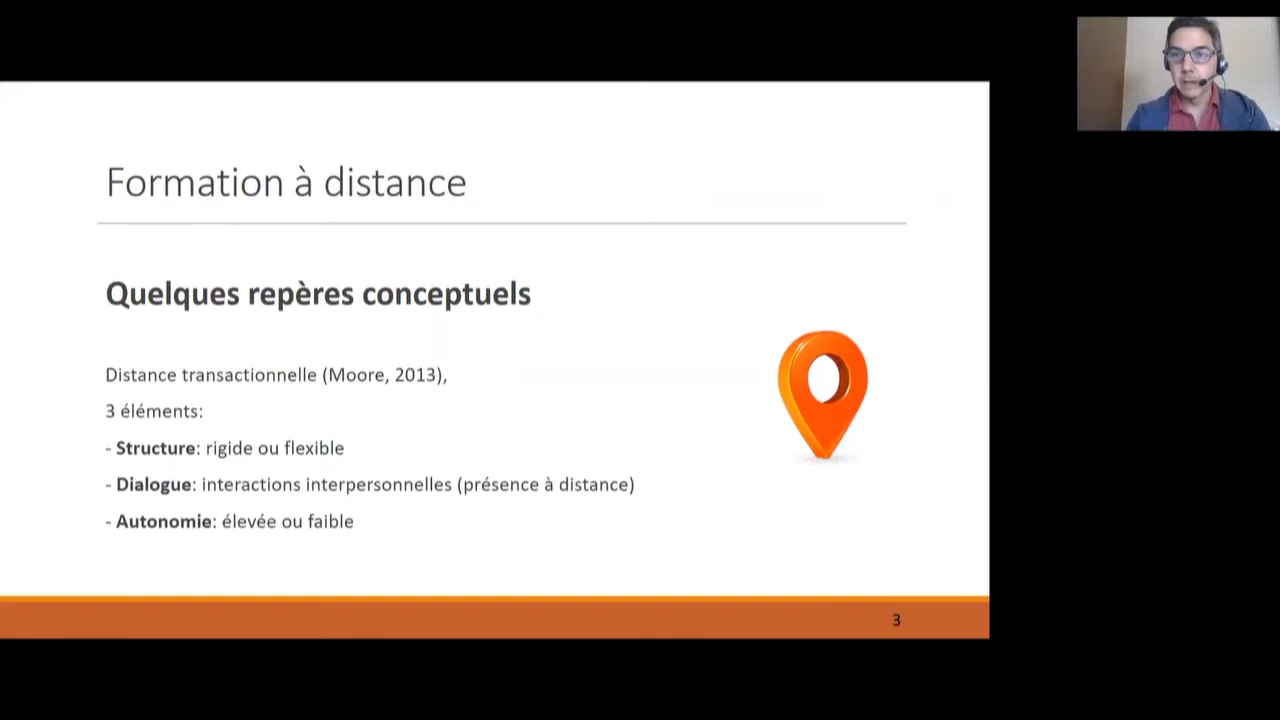 Formation à distance
Quelques repères conceptuels
Distance transactionnelle (Moore, 2013),
3 éléments:
- Structure: rigide ou flexible
- Dialogue: interactions interpersonnelles (présence à distance)
- Autonomie: élevée ou faible
3